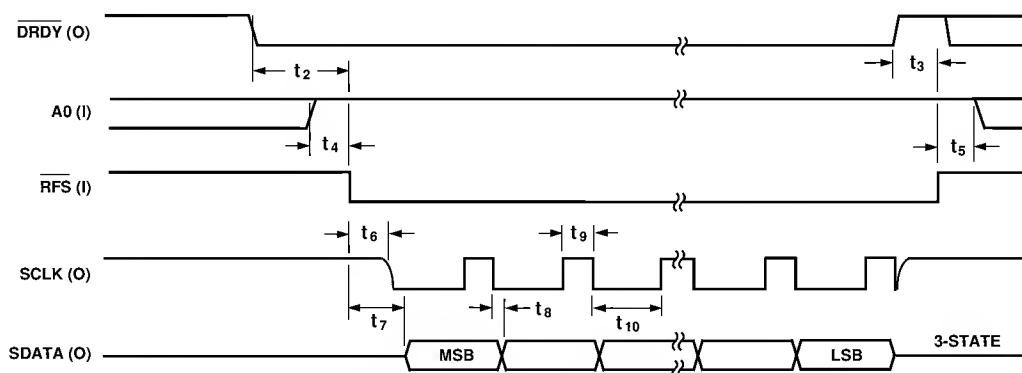 DRDY (O)
t2
t3
A0 (I)
t4
t5
RFS (I)
t6
t9
SCLK (O)
t7
t8
t10
SDATA (O)
MSB
LSB
3-STATE